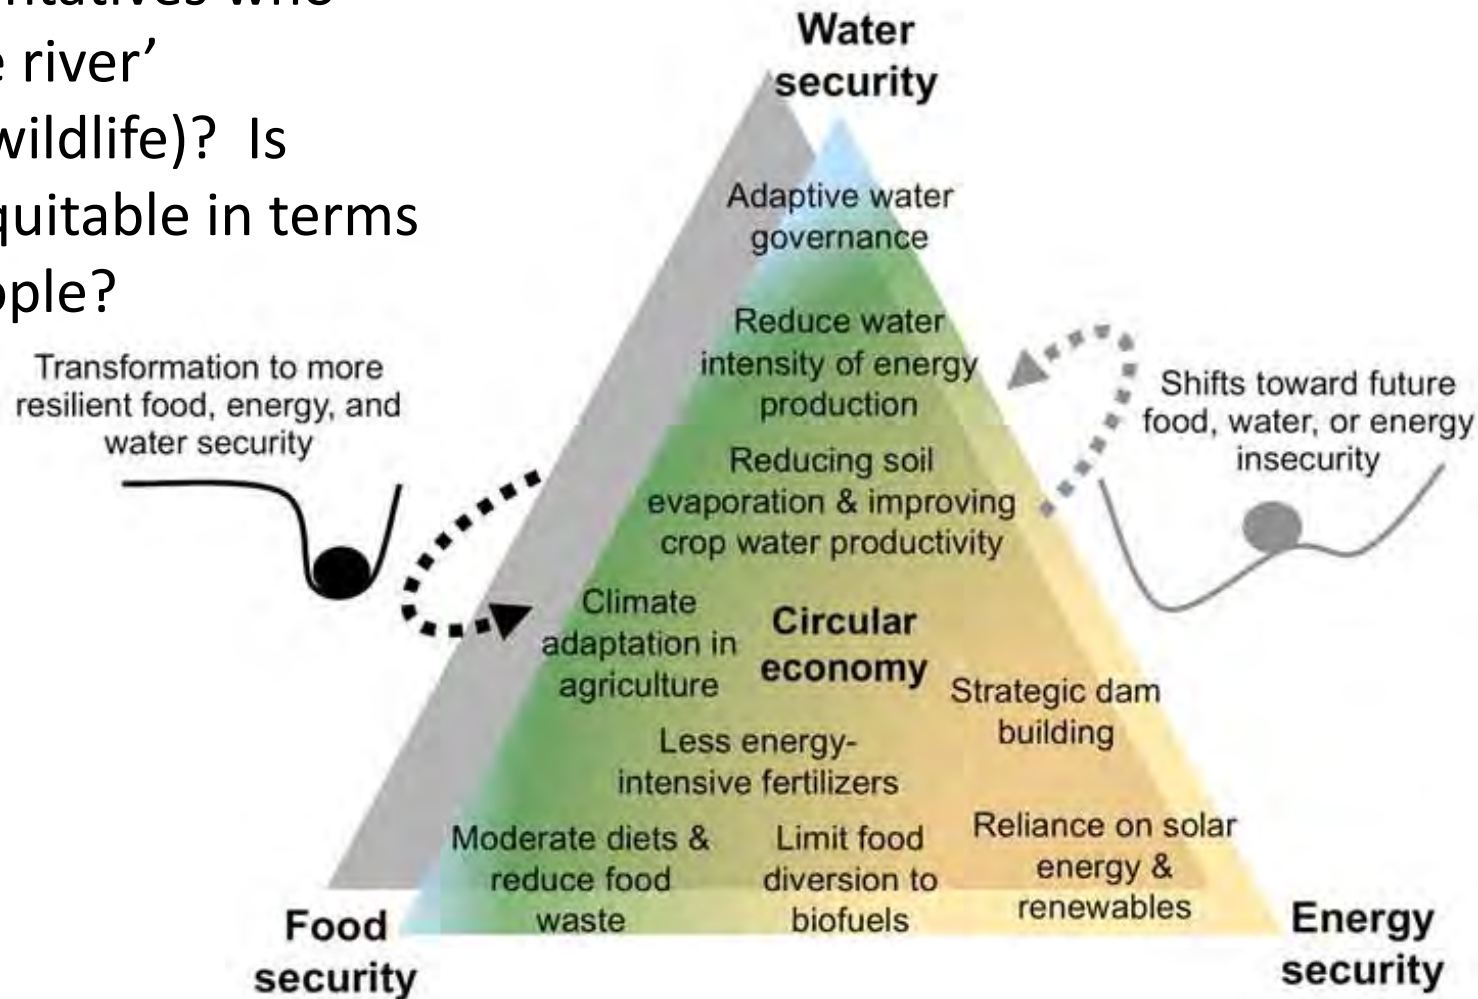 ntatives who
e river’
wildlife)? Is
quitable in terms
ople?
Water
security
Adaptive water
governance
Reduce water
intensity of energy
production
Transformation to more
resilient food, energy, and
water security
Shifts toward future
food, water, or energy
insecurity
Reducing soil
evaporation & improving
crop water productivity
Climate
adaptation in
agriculture
Circular
economy
Strategic dam
building
Less energy-
intensive fertilizers
Moderate diets &
reduce food
waste
Limit food
diversion to
biofuels
Reliance on solar
energy &
renewables
Food
security
Energy
security